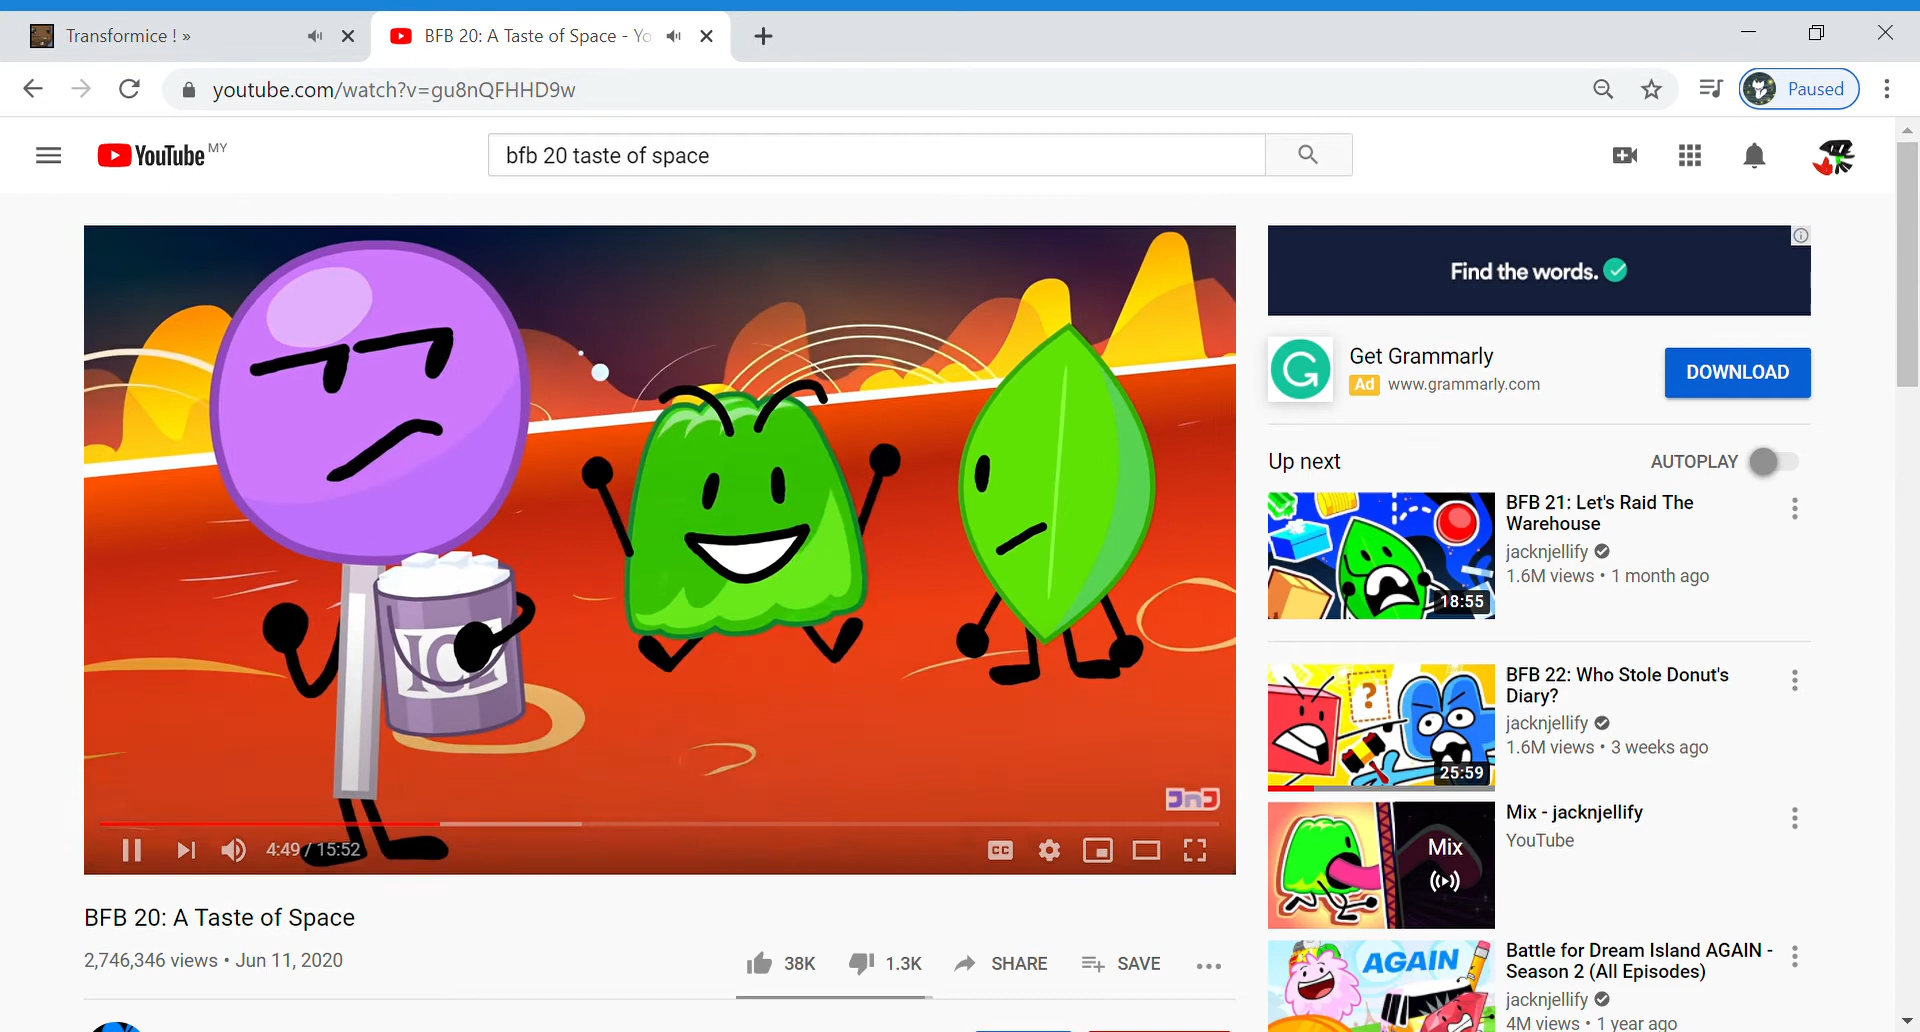 Transformice ! »
BFB 20: A Taste of Space - Yo
youtube.com/watch?v=gu8nQFHHD9w
Paused
YouTube MY
bfb 20 taste of space
ICE
JnJ
4:49 / 15:52
CC
BFB 20: A Taste of Space
2,746,346 views • Jun 11, 2020
38K
1.3K
SHARE
SAVE
Find the words.
Get Grammarly
Ad www.grammarly.com
DOWNLOAD
Up next
AUTOPLAY
18:55
BFB 21: Let's Raid The
Warehouse
jacknjellify
1.6M views • 1 month ago
?
25:59
BFB 22: Who Stole Donut's
Diary?
jacknjellify
1.6M views • 3 weeks ago
Mix
Mix - jacknjellify
YouTube
AGAIN
Battle for Dream Island AGAIN -
Season 2 (All Episodes)
jacknjellify
4M views • 1 year ago